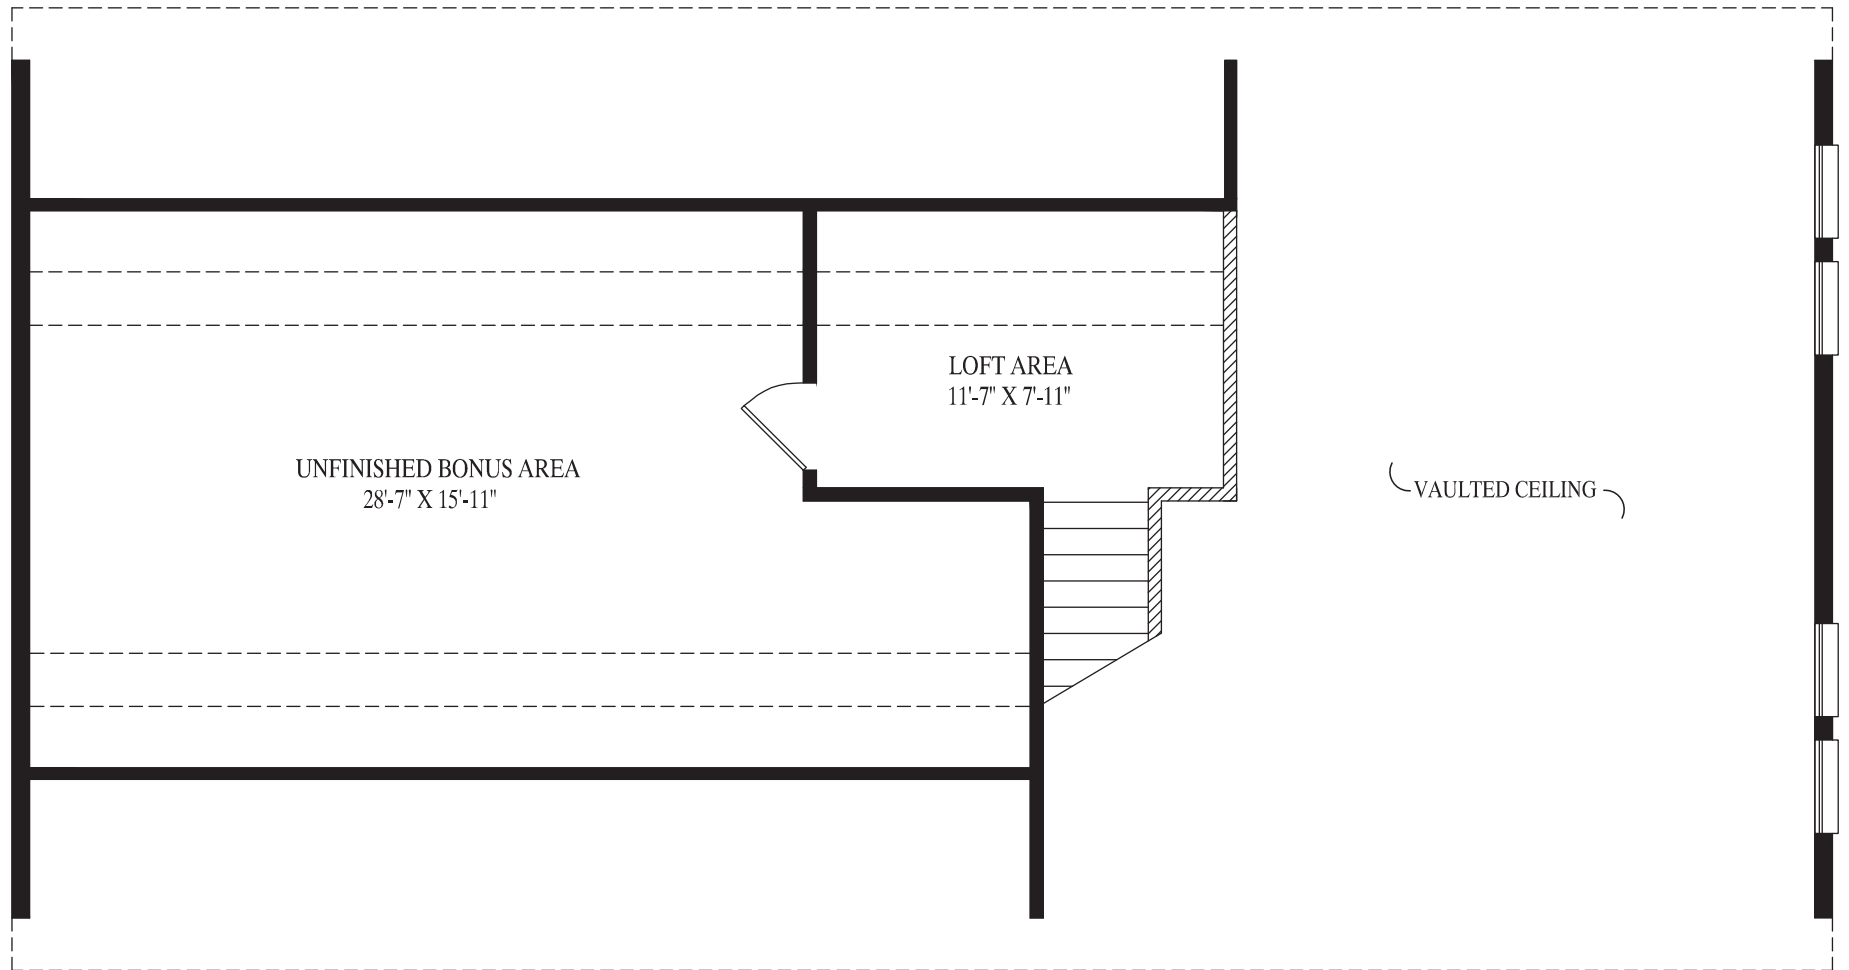 LOFT AREA
11'-7" X 7'-11"
UNFINISHED BONUS AREA
28'-7" X 15'-11"
VAULTED CEILING